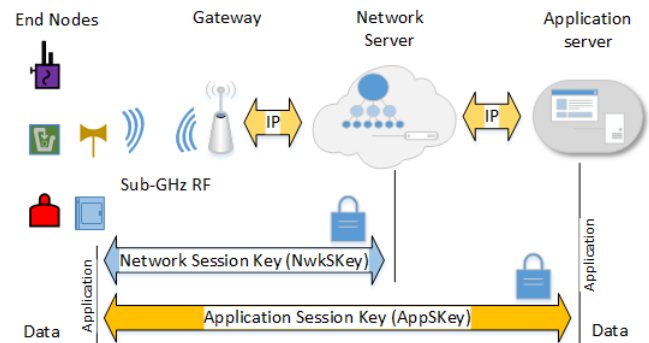 End Nodes
Gateway
Network
Server
Application
server
IP
IP
Sub-GHz RF
Network Session Key (NwkSKey)
Application
Application
Application Session Key (AppSKey)
Data
Data